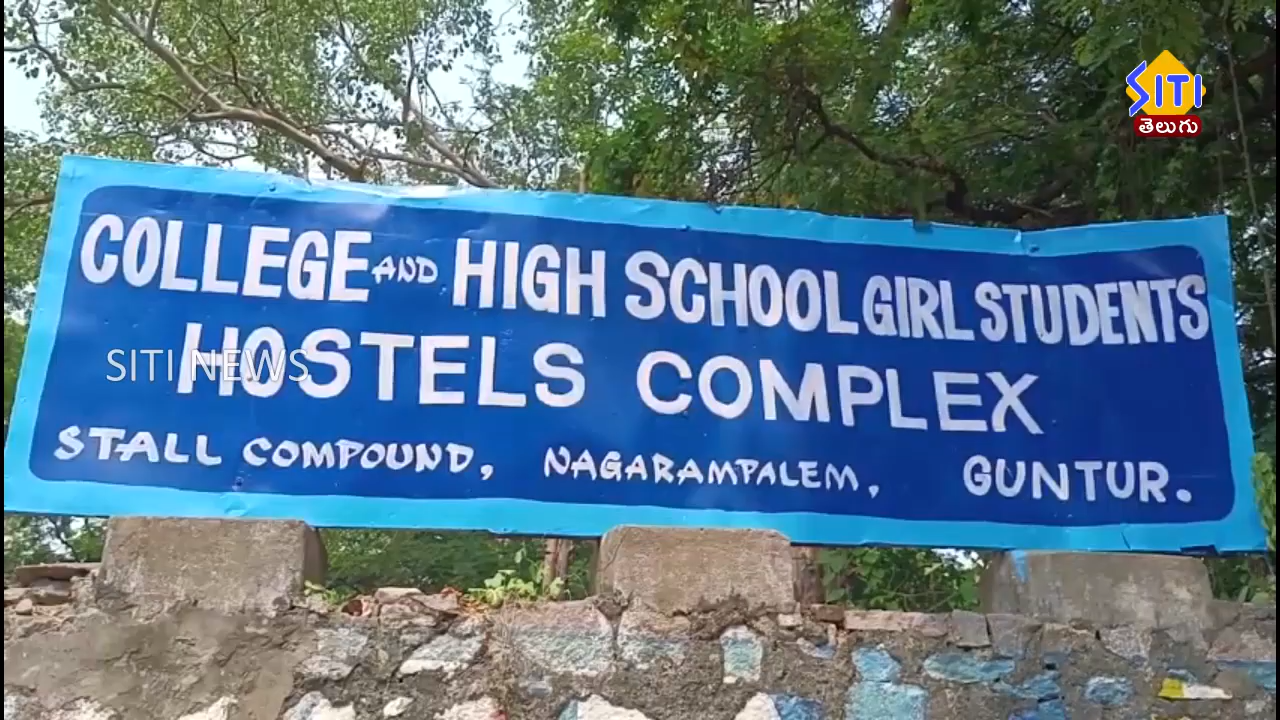 SITI
తెలుగు
COLLEGE AND HIGH SCHOOL GIRL STUDENTS
HOSTELS COMPLEX
SITI NEWS
STALL COMPOUND, NAGARAMPALEM, GUNTUR.